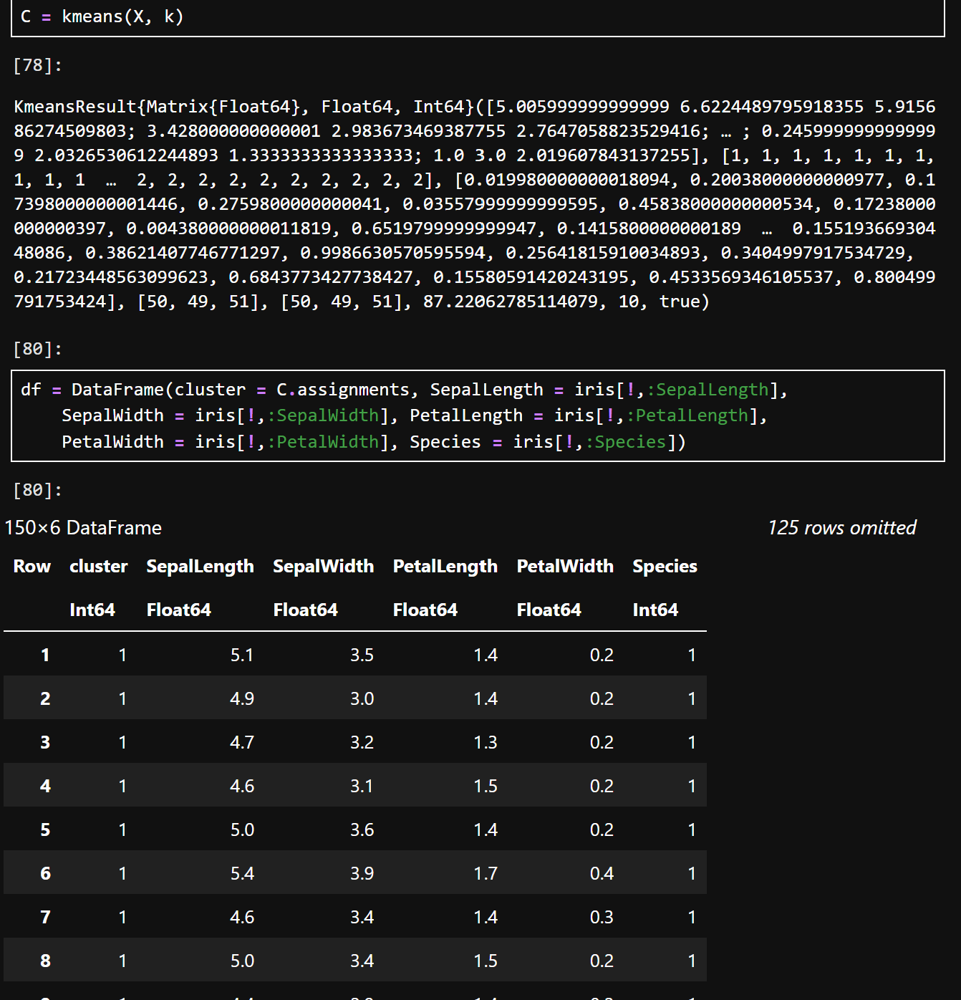 C = kmeans(X, k)
[78]:
KmeansResult{Matrix{Float64}, Float64, Int64}([5.005999999999999 6.6224489795918355 5.9156
86274509803; 3.428000000000001 2.983673469387755 2.7647058823529416; … ; 0.245999999999999
9 2.0326530612244893 1.3333333333333333; 1.0 3.0 2.019607843137255], [1, 1, 1, 1, 1, 1, 1,
1, 1, 1  …  2, 2, 2, 2, 2, 2, 2, 2, 2, 2], [0.019980000000018094, 0.20038000000000977, 0.1
7398000000001446, 0.2759800000000041, 0.03557999999999595, 0.45838000000000534, 0.17238000
000000397, 0.004380000000011819, 0.6519799999999947, 0.1415800000000189  …  0.155193669304
48086, 0.38621407746771297, 0.9986630570595594, 0.25641815910034893, 0.3404997917534729,
0.21723448563099623, 0.6843773427738427, 0.15580591420243195, 0.4533569346105537, 0.800499
791753424], [50, 49, 51], [50, 49, 51], 87.22062785114079, 10, true)
[80]:
df = DataFrame(cluster = C.assignments, SepalLength = iris[!,:SepalLength],
    SepalWidth = iris[!,:SepalWidth], PetalLength = iris[!,:PetalLength],
    PetalWidth = iris[!,:PetalWidth], Species = iris[!,:Species])
[80]:
150×6 DataFrame 125 rows omitted
Row cluster SepalLength SepalWidth PetalLength PetalWidth Species
Int64 Float64 Float64 Float64 Float64 Int64
1 1 5.1 3.5 1.4 0.2 1
2 1 4.9 3.0 1.4 0.2 1
3 1 4.7 3.2 1.3 0.2 1
4 1 4.6 3.1 1.5 0.2 1
5 1 5.0 3.6 1.4 0.2 1
6 1 5.4 3.9 1.7 0.4 1
7 1 4.6 3.4 1.4 0.3 1
8 1 5.0 3.4 1.5 0.2 1